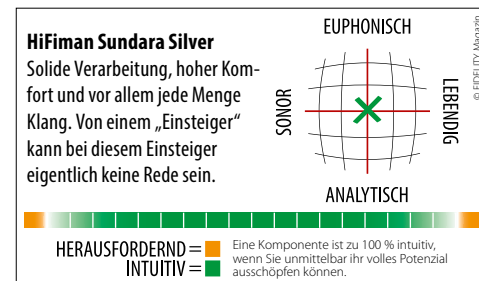 HiFiman Sundara Silver
Solide Verarbeitung, hoher Kom-
fort und vor allem jede Menge
Klang. Von einem „Einsteiger“
kann bei diesem Einsteiger
eigentlich keine Rede sein.
EUPHONISCH
SONOR
LEBENDIG
ANALYTISCH
© FIDELITY Magazin
HERAUSFORDERND =
INTUITIV =
Eine Komponente ist zu 100 % intuitiv,
wenn Sie unmittelbar ihr volles Potenzial
ausschöpfen können.